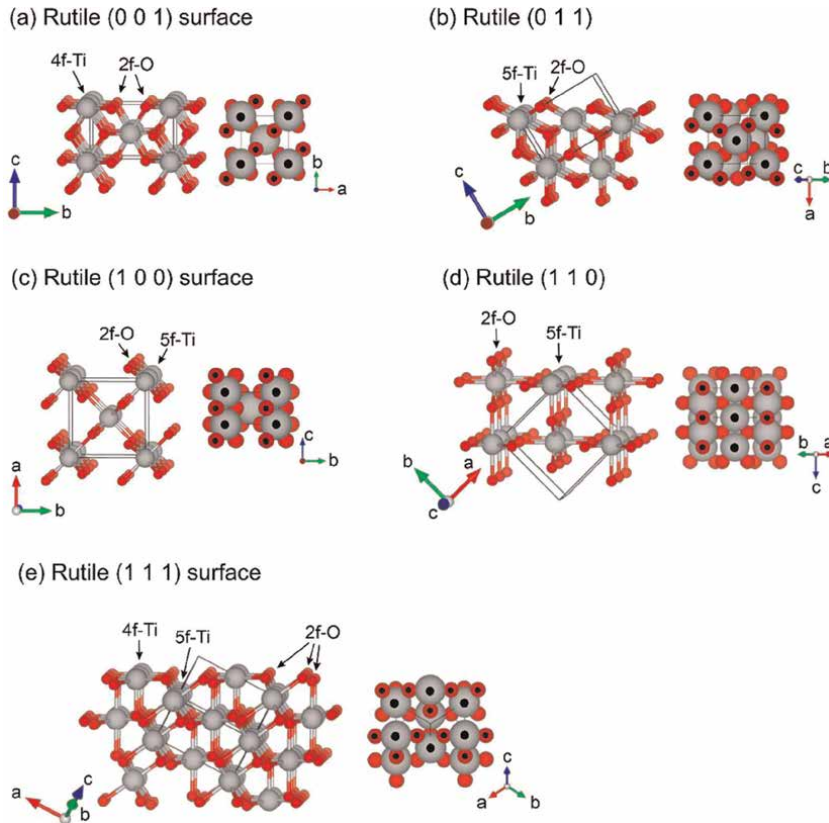 (a) Rutile (0 0 1) surface
4f-Ti 2f-O
c
b
b
a
(b) Rutile (0 1 1)
5f-Ti 2f-O
c
b
c b
a
(c) Rutile (1 0 0) surface
2f-O 5f-Ti
a
b
c
b
(d) Rutile (1 1 0)
2f-O 5f-Ti
b a
c
b a
c
(e) Rutile (1 1 1) surface
4f-Ti 5f-Ti 2f-O
a c
b
c
a b